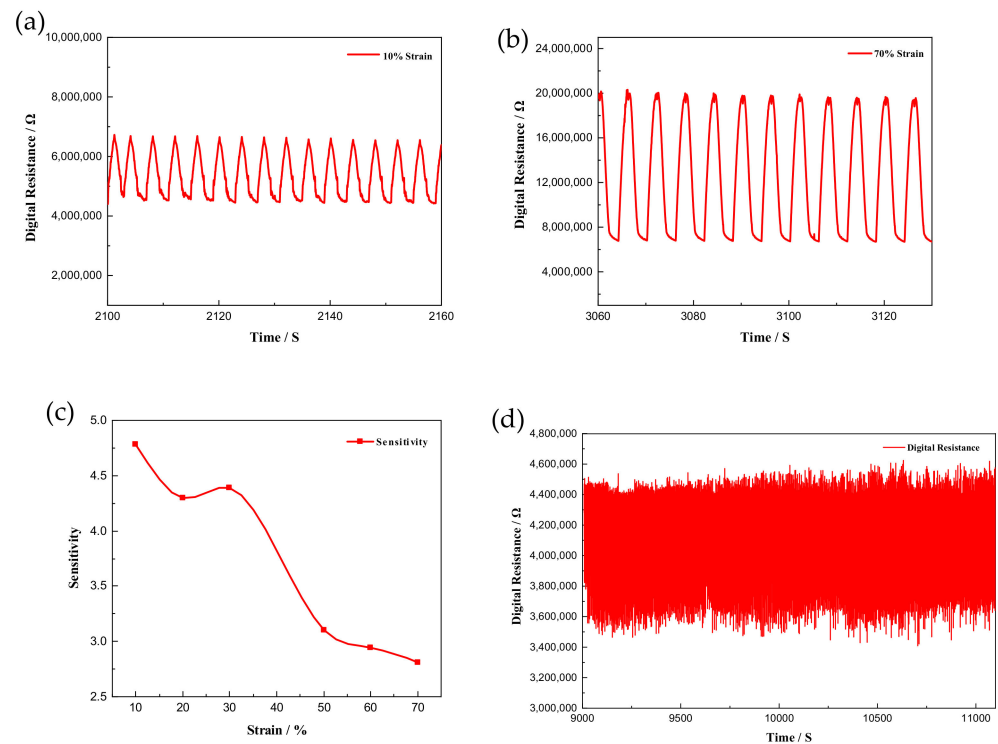 (a)
10,000,000
8,000,000
6,000,000
4,000,000
2,000,000
Digital Resistance / Ω
10% Strain
2100
2120
2140
2160
Time / S
(b)
24,000,000
20,000,000
16,000,000
12,000,000
8,000,000
4,000,000
Digital Resistance / Ω
70% Strain
3060
3080
3100
3120
Time / S
(c)
5.0
4.5
4.0
3.5
3.0
2.5
Sensitivity
Sensitivity
10
20
30
40
50
60
70
Strain / %
(d)
4,800,000
4,600,000
4,400,000
4,200,000
4,000,000
3,800,000
3,600,000
3,400,000
3,200,000
3,000,000
Digital Resistance / Ω
Digital Resistance
9000
9500
10000
10500
11000
Time / S